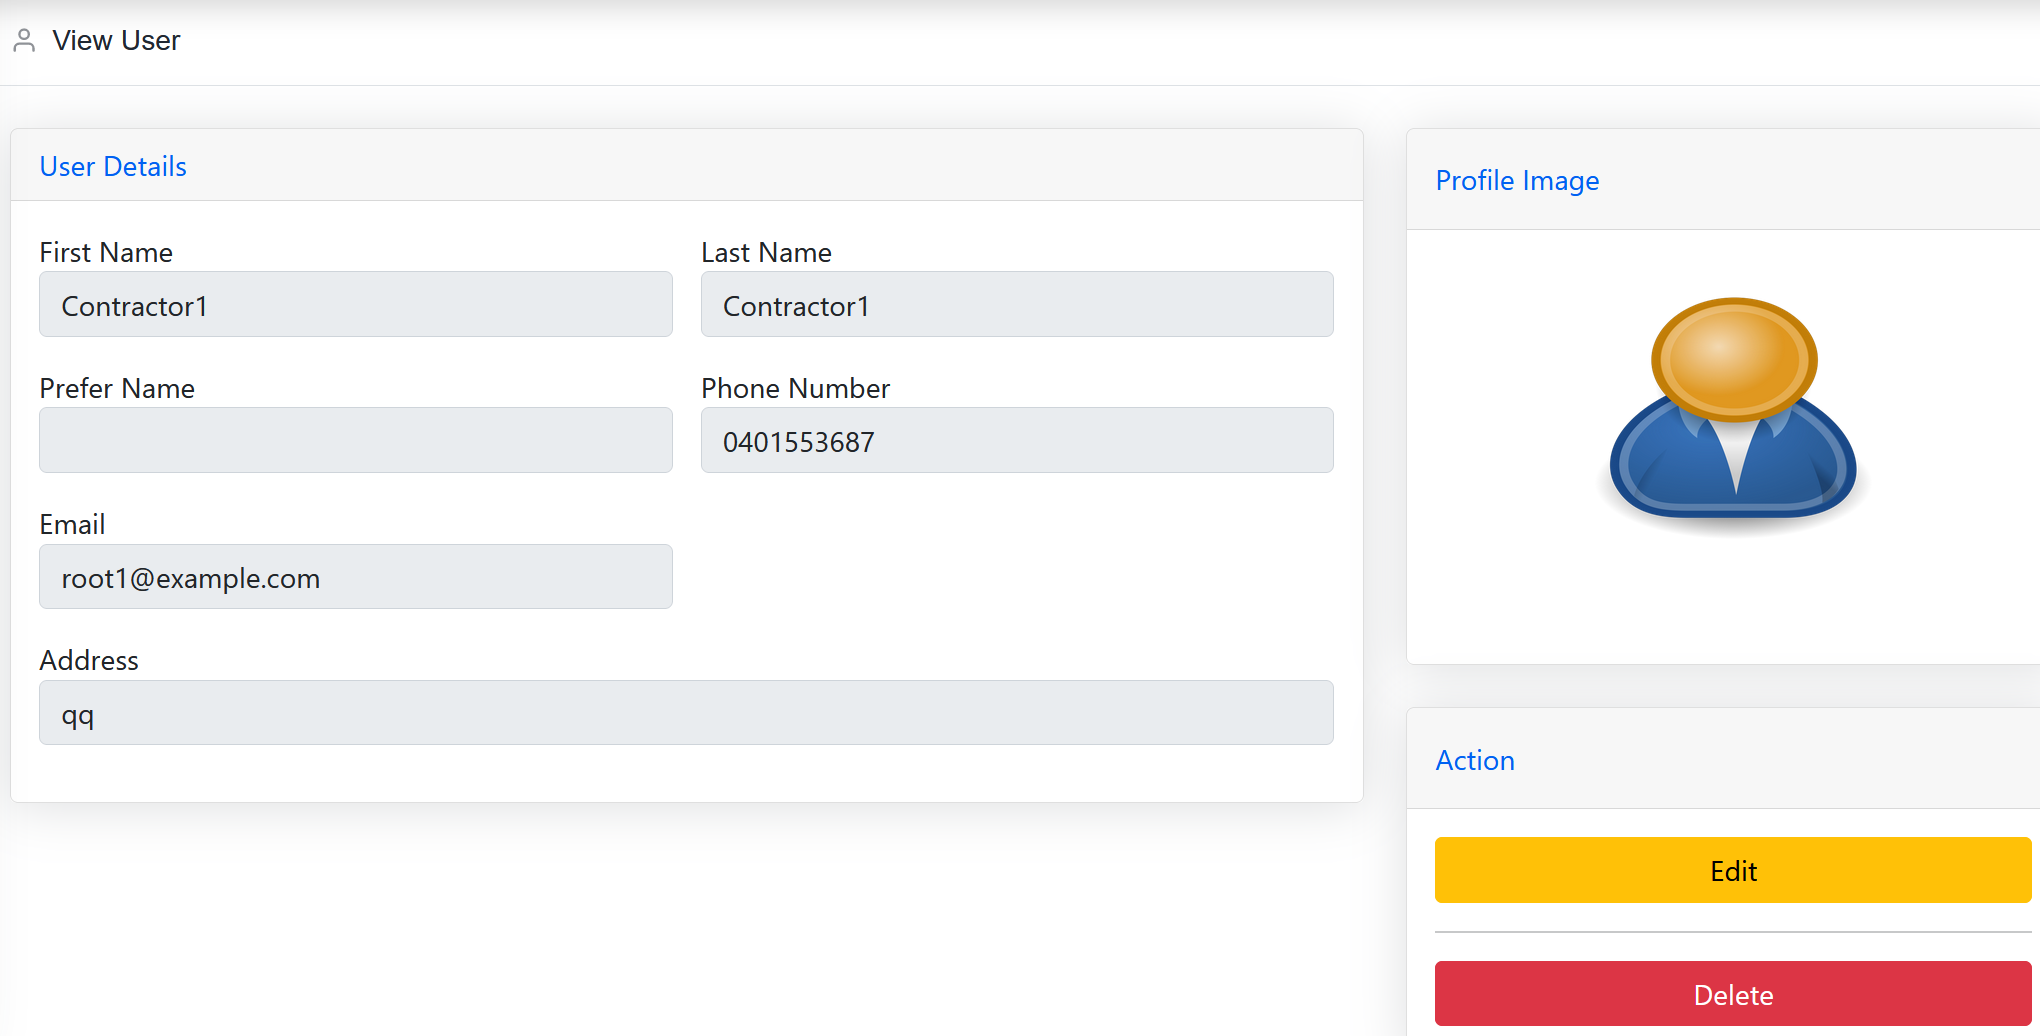 View User
User Details
First Name
Last Name
Contractor1
Contractor1
Prefer Name
Phone Number
0401553687
Email
root1@example.com
Address
qq
Profile Image
Action
Edit
Delete